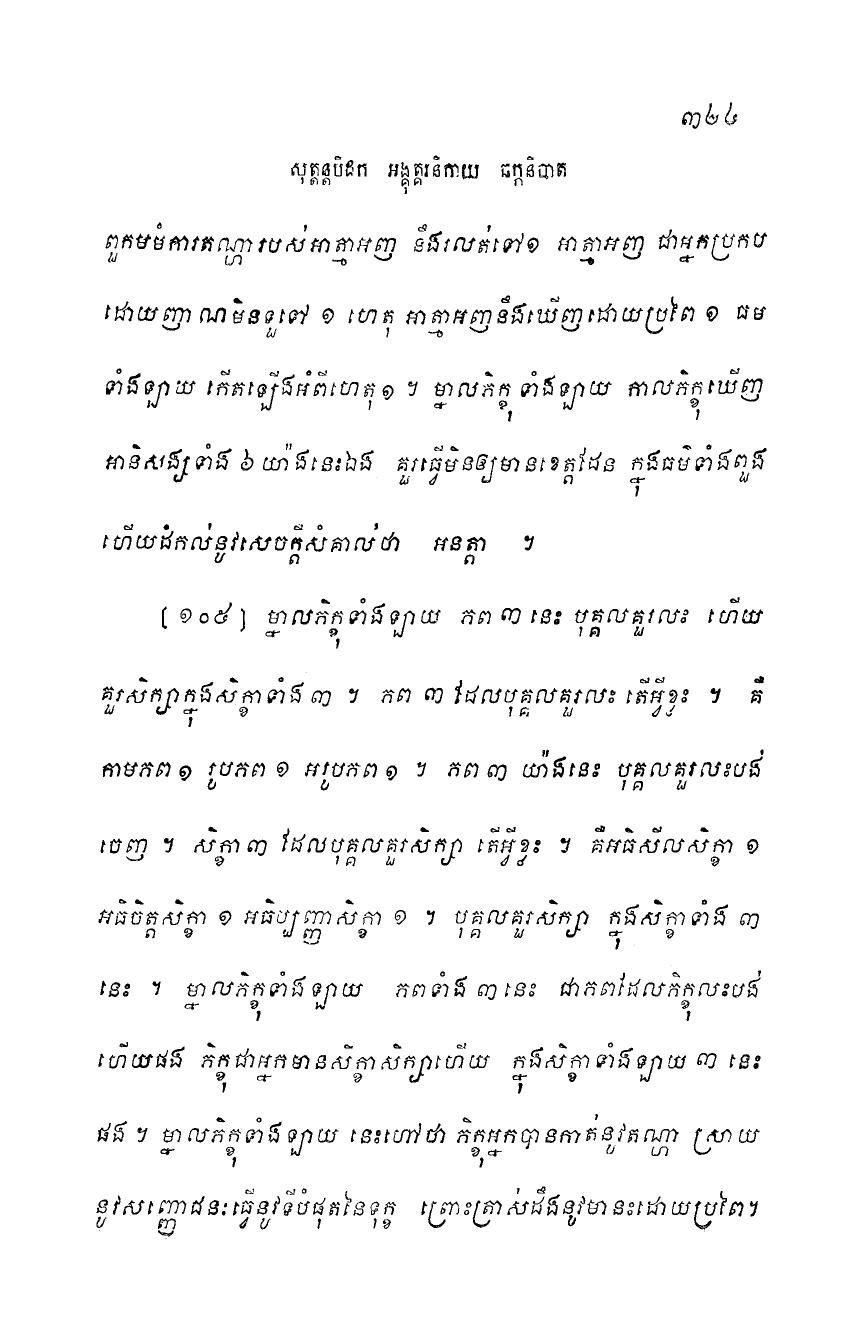 ៣២៤
សុត្តន្តបិដក អង្គុត្តរនិកាយ ឆក្កនិបាត
ពួកមមំការតណ្ហារបស់អាត្មាអញ នឹងរលត់ទៅ១ អាត្មាអញ ជាអ្នកប្រកប
ដោយញាណមិនទួទៅ ១ ហេតុ អាត្មាអញនឹងឃើញដោយប្រពៃ ១ ធម៌
ទាំងឡាយ កើតឡើងអំពីហេតុ ១ ។ ម្នាលភិក្ខុ ទាំងឡាយ កាលភិក្ខុឃើញ
អានិសង្សទាំង ៦ យ៉ាងនេះឯង គួរធ្វើមិនឲ្យមានខេត្តដែន ក្នុងធម៌ទាំងពួង
ហើយដំកល់នូវសេចក្តីសំគាល់ថា អនត្តា ។
[១០៥] ម្នាលភិក្ខុទាំងឡាយ ភព ៣ នេះ បុគ្គលគួរលះ ហើយ
គួរសិក្សាក្នុងសិក្ខាទាំង ៣ ។ ភព ៣ ដែលបុគ្គលគួរលះ តើអ្វីខ្លះ ។ គឺ
កាមភព ១ រូបភព ១ អរូបភព ១ ។ ភព ៣ យ៉ាងនេះ បុគ្គលគួរលះបង់
ចេញ ។ សិក្ខា ៣ ដែលបុគ្គលគួរសិក្សា តើអ្វីខ្លះ ។ គឺអធិសីលសិក្ខា ១
អធិចិត្តសិក្ខា ១ អធិប្បញ្ញាសិក្ខា ១ ។ បុគ្គលគួរសិក្សា ក្នុងសិក្ខាទាំង ៣
នេះ ។ ម្នាលភិក្ខុទាំងឡាយ ភពទាំង ៣ នេះ ជាភពដែលភិក្ខុលះបង់
ហើយផង ភិក្ខុជាអ្នកមានសិក្ខាសិក្សាហើយ ក្នុងសិក្ខាទាំងឡាយ ៣ នេះ
ផង ។ ម្នាលភិក្ខុទាំងឡាយ នេះហៅថា ភិក្ខុអ្នកបានកាត់នូវតណ្ហា ស្រាយ
នូវសញ្ញោជនៈធ្វើនូវទីបំផុតនៃទុក្ខ ព្រោះត្រាស់ដឹងនូវមានះដោយប្រពៃ។